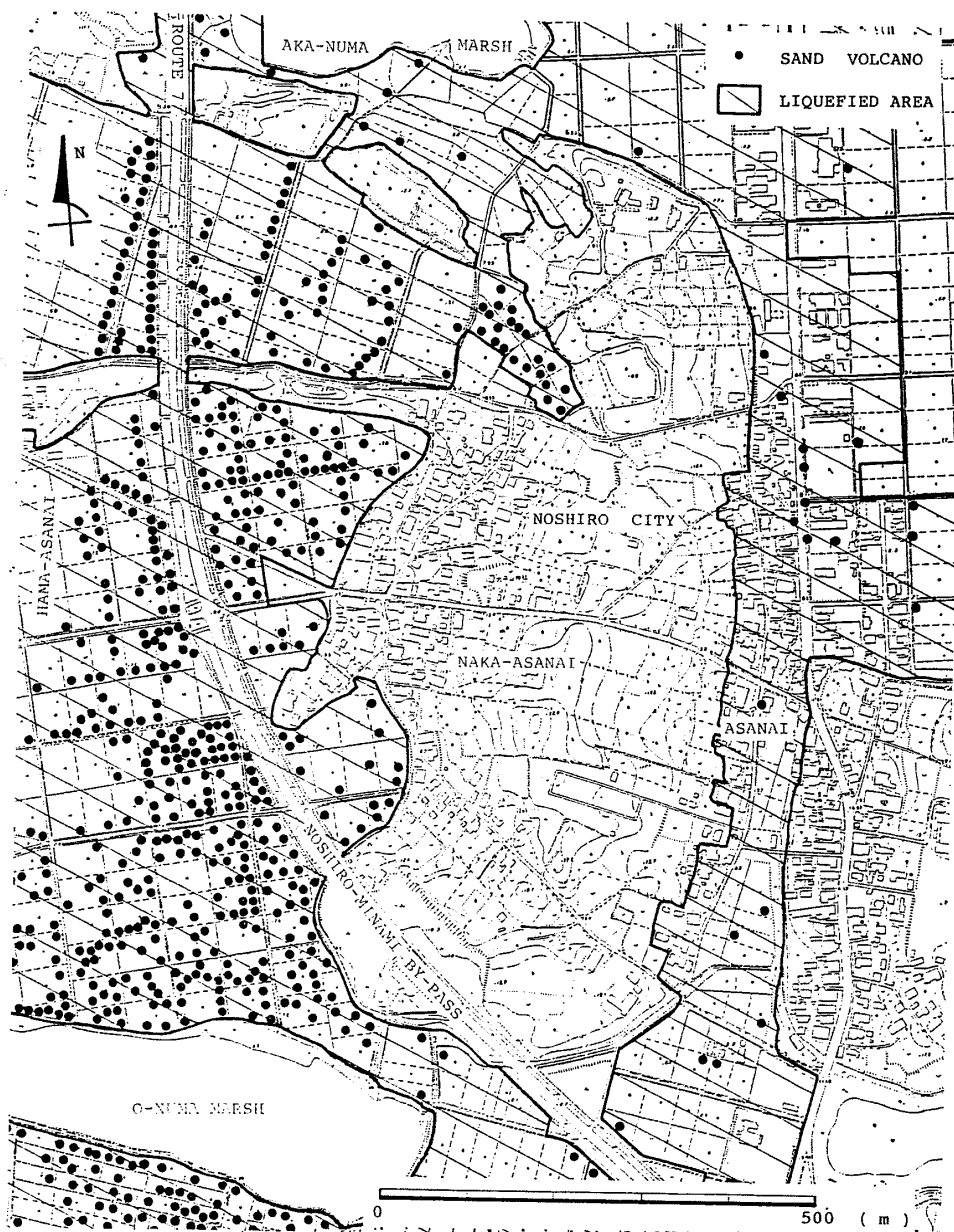 ROUTE 7
AKA-NUMA MARSH
SAND VOLCANO
LIQUEFIED AREA
N
HAMA-ASANAI
NOSHIRO CITY
NAKA-ASANAI
ASANAI
NOSHIRO-MINAMI BY-PASS
O-NUMA MARSH
0 500 (m)